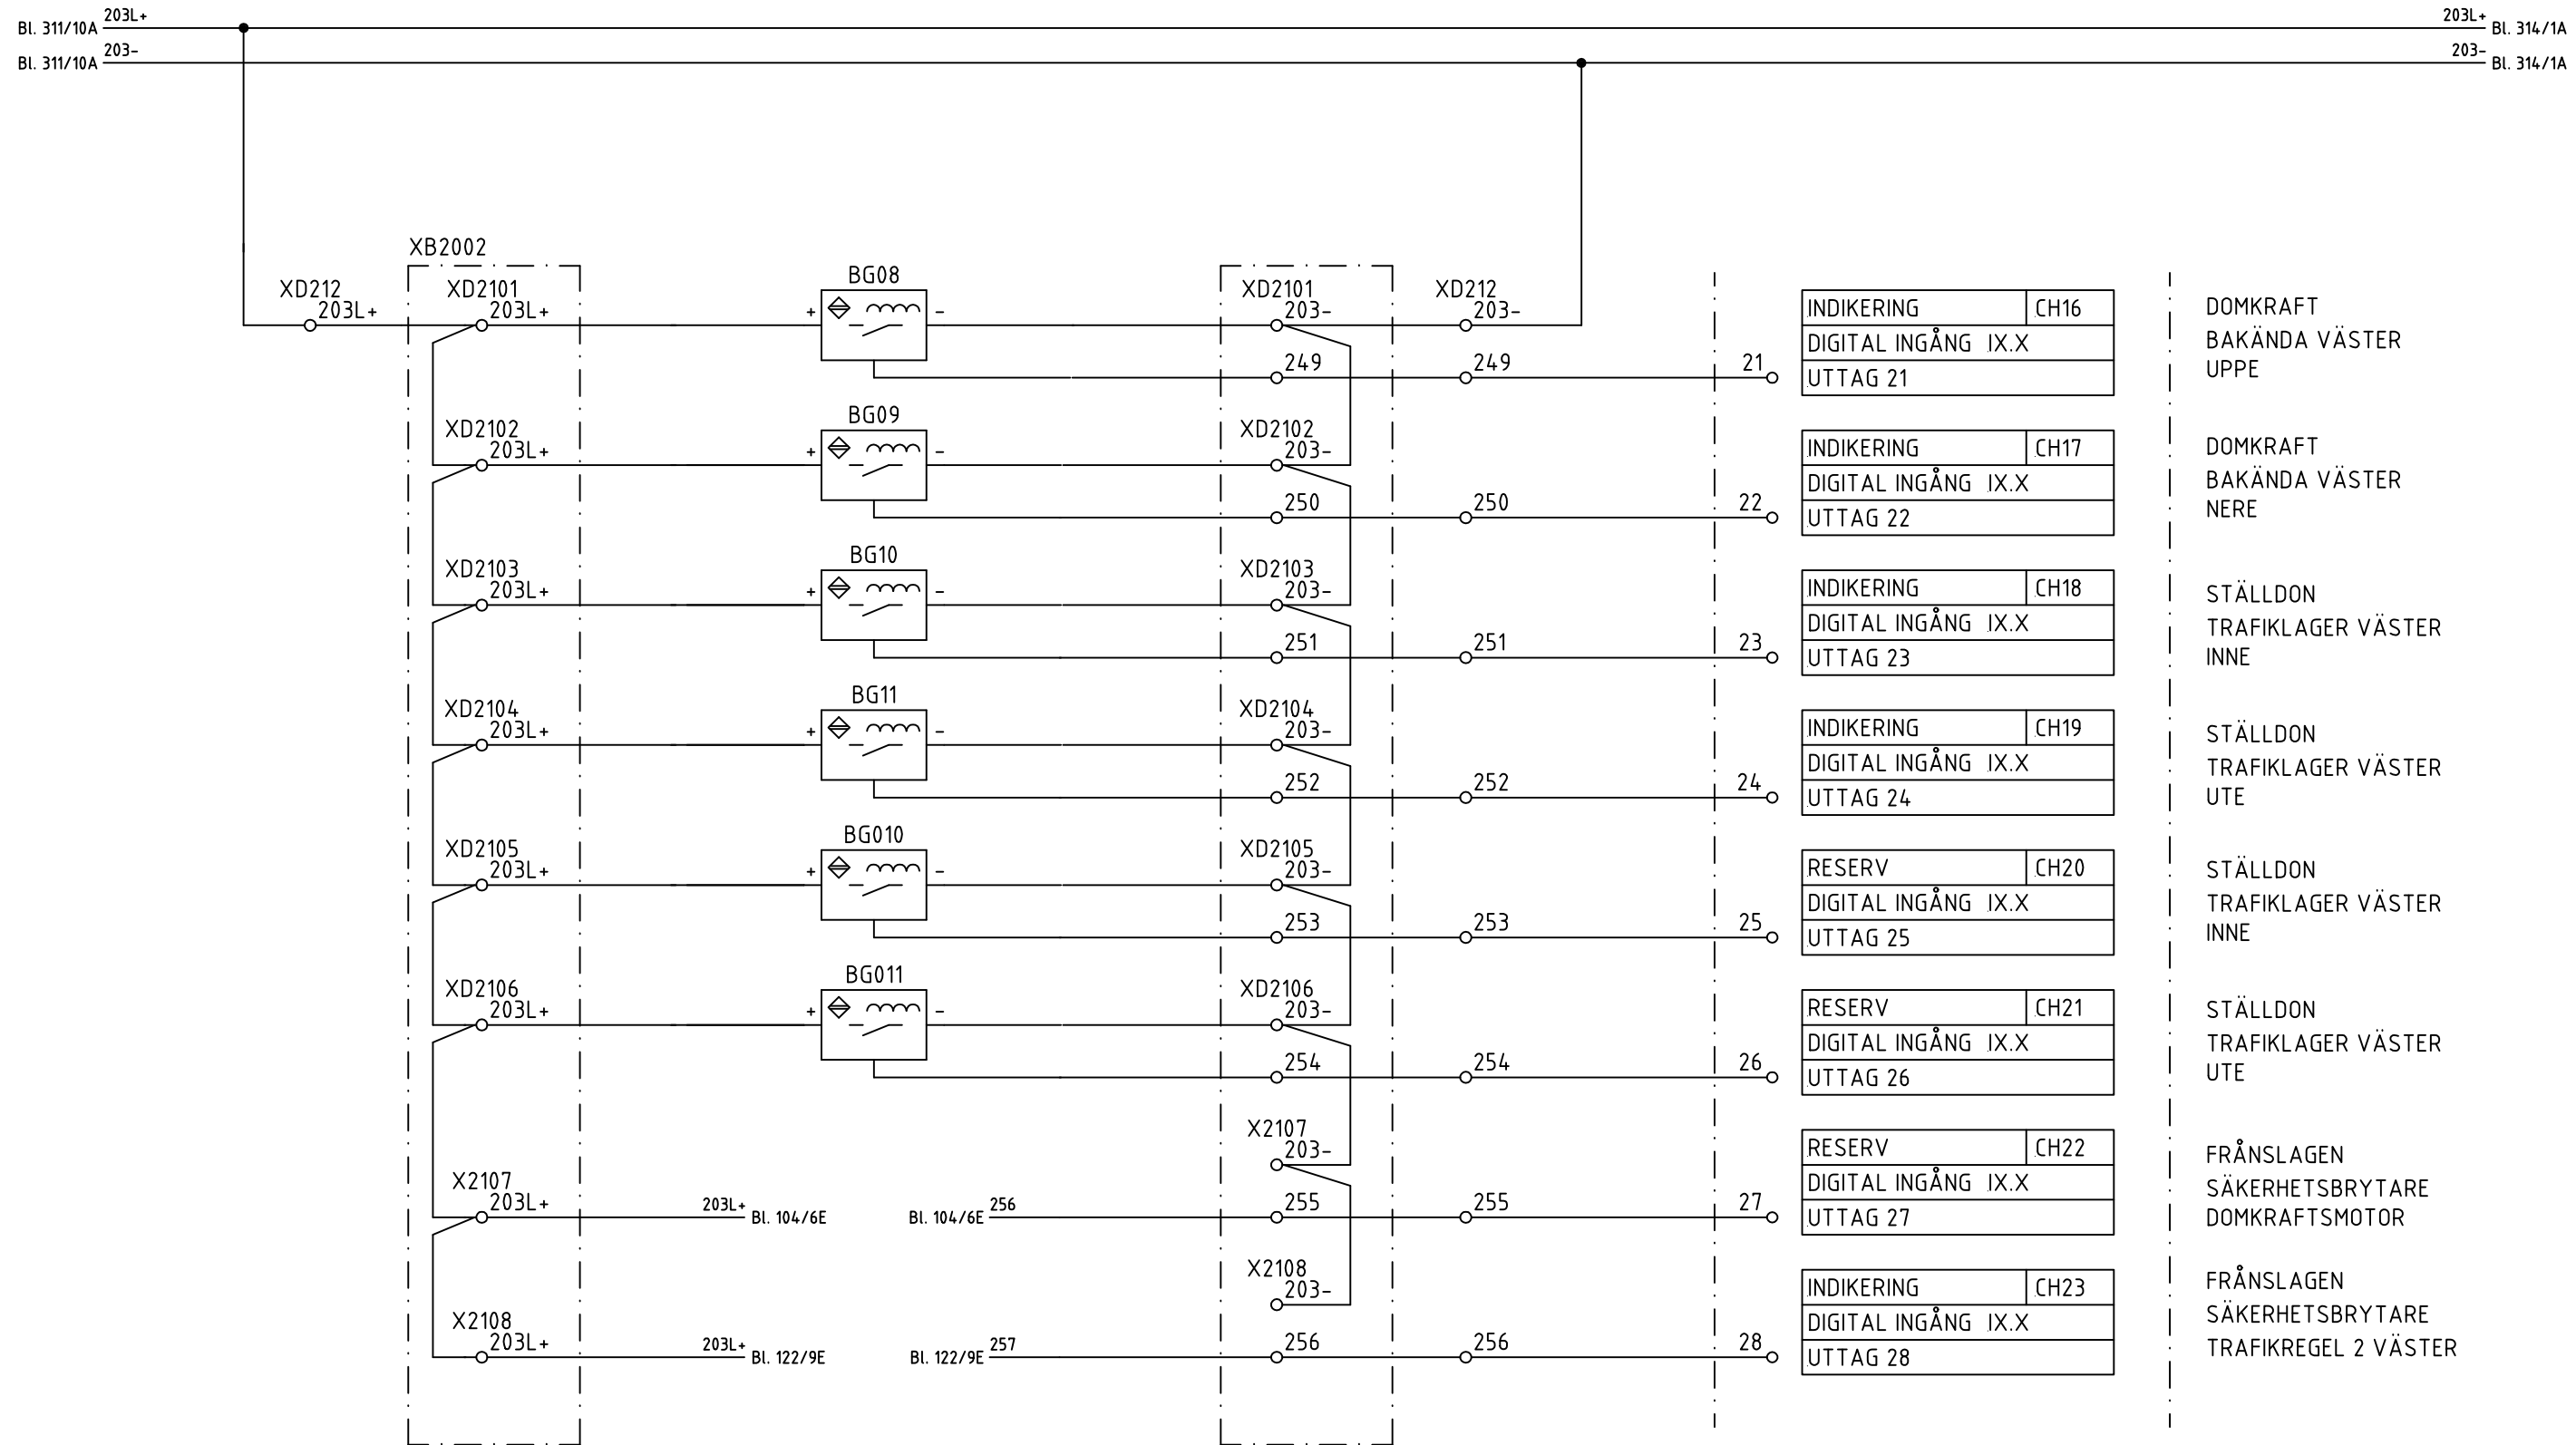 203L+ 203L+
Bl. 311/10A Bl. 314/1A
203- 203-
Bl. 311/10A Bl. 314/1A
XB2002
XD212 XD2101 BG08 XD2101 XD212
203L+ 203L+ + - 203- 203-
249 249 21
INDIKERING CH16
DIGITAL INGÅNG IX.X
UTTAG 21
DOMKRAFT
BAKÄNDA VÄSTER
UPPE
XD2102 BG09 XD2102
203L+ + - 203-
250 250 22
INDIKERING CH17
DIGITAL INGÅNG IX.X
UTTAG 22
DOMKRAFT
BAKÄNDA VÄSTER
NERE
XD2103 BG10 XD2103
203L+ + - 203-
251 251 23
INDIKERING CH18
DIGITAL INGÅNG IX.X
UTTAG 23
STÄLLDON
TRAFIKLAGER VÄSTER
INNE
XD2104 BG11 XD2104
203L+ + - 203-
252 252 24
INDIKERING CH19
DIGITAL INGÅNG IX.X
UTTAG 24
STÄLLDON
TRAFIKLAGER VÄSTER
UTE
XD2105 BG010 XD2105
203L+ + - 203-
253 253 25
RESERV CH20
DIGITAL INGÅNG IX.X
UTTAG 25
STÄLLDON
TRAFIKLAGER VÄSTER
INNE
XD2106 BG011 XD2106
203L+ + - 203-
254 254 26
RESERV CH21
DIGITAL INGÅNG IX.X
UTTAG 26
STÄLLDON
TRAFIKLAGER VÄSTER
UTE
X2107
203-
X2107
203L+ 203L+ Bl. 104/6E Bl. 104/6E 256 255 255 27
RESERV CH22
DIGITAL INGÅNG IX.X
UTTAG 27
FRÅNSLAGEN
SÄKERHETSBRYTARE
DOMKRAFTSMOTOR
X2108
203-
X2108
203L+ 203L+ Bl. 122/9E Bl. 122/9E 257 256 256 28
INDIKERING CH23
DIGITAL INGÅNG IX.X
UTTAG 28
FRÅNSLAGEN
SÄKERHETSBRYTARE
TRAFIKREGEL 2 VÄSTER